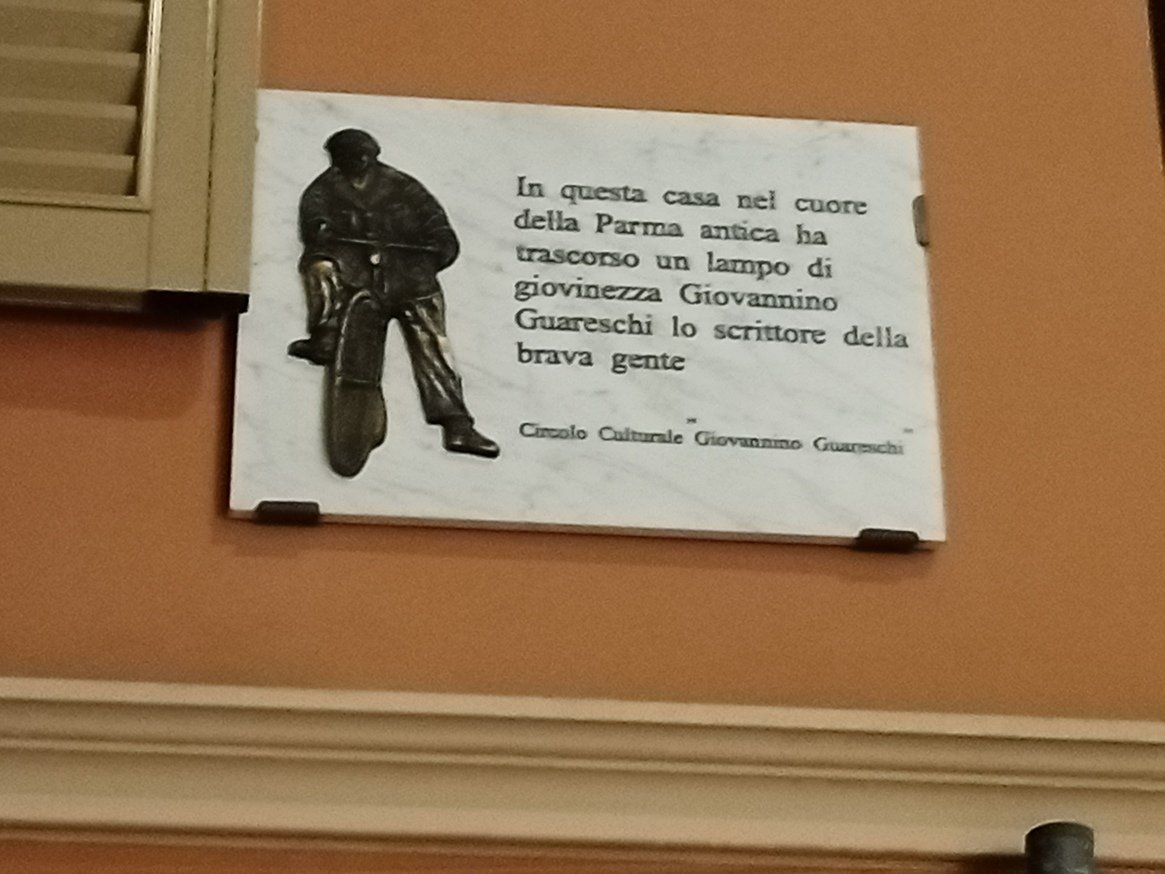 In questa casa nel cuore
della Parma antica ha
trascorso un lampo di
giovinezza Giovannino
Guareschi lo scrittore della
brava gente
Circolo Culturale "Giovannino Guareschi"